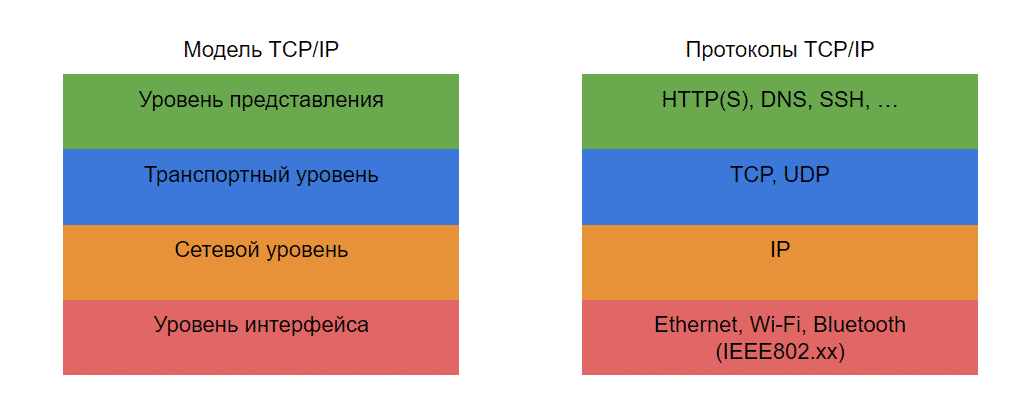 Модель TCP/IP
Протоколы TCP/IP
Уровень представления
HTTP(S), DNS, SSH, …
Транспортный уровень
TCP, UDP
Сетевой уровень
IP
Уровень интерфейса
Ethernet, Wi-Fi, Bluetooth
(IEEE802.xx)